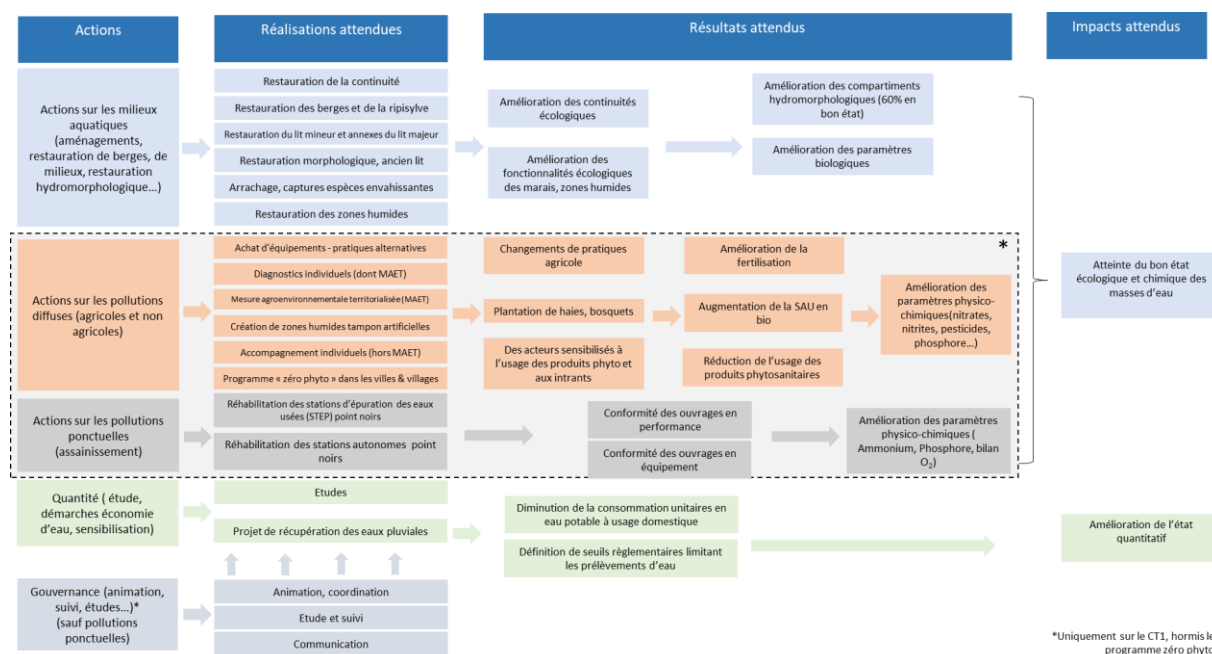 Actions
Réalisations attendues
Résultats attendus
Impacts attendus
Actions sur les milieux
aquatiques
(aménagements,
restauration de berges, de
milieux, restauration
hydromorphologique…)
Restauration de la continuité
Restauration des berges et de la ripisylve
Restauration du lit mineur et annexes du lit majeur
Restauration morphologique, ancien lit
Arrachage, captures espèces envahissantes
Restauration des zones humides
Amélioration des continuités
écologiques
Amélioration des
fonctionnalités écologiques
des marais, zones humides
Amélioration des compartiments
hydromorphologiques (60% en
bon état)
Amélioration des paramètres
biologiques
Actions sur les pollutions
diffuses (agricoles et non
agricoles)
Achat d'équipements - pratiques alternatives
Diagnostics individuels (dont MAET)
Mesure agroenvironnementale territorialisée (MAET)
Création de zones humides tampon artificielles
Accompagnement individuels (hors MAET)
Programme « zéro phyto » dans les villes & villages
Changements de pratiques
agricole
Plantation de haies, bosquets
Des acteurs sensibilisés à
l'usage des produits phyto et
aux intrants
Amélioration de la
fertilisation
Augmentation de la SAU en
bio
Réduction de l'usage des
produits phytosanitaires
*
Amélioration des
paramètres physico-
chimiques(nitrates,
nitrites, pesticides,
phosphore…)
Atteinte du bon état
écologique et chimique des
masses d'eau
Actions sur les pollutions
ponctuelles
(assainissement)
Réhabilitation des stations d'épuration des eaux
usées (STEP) point noirs
Réhabilitation des stations autonomes point
noirs
Conformité des ouvrages en
performance
Conformité des ouvrages en
équipement
Amélioration des paramètres
physico-chimiques (
Ammonium, Phosphore, bilan
O2)
Quantité ( étude,
démarches économie
d'eau, sensibilisation)
Etudes
Projet de récupération des eaux pluviales
Diminution de la consommation unitaires en
eau potable à usage domestique
Définition de seuils règlementaires limitant
les prélèvements d'eau
Amélioration de l'état
quantitatif
Gouvernance (animation,
suivi, études…)*
(sauf pollutions
ponctuelles)
Animation, coordination
Etude et suivi
Communication
*Uniquement sur le CT1, hormis le
programme zéro phyto